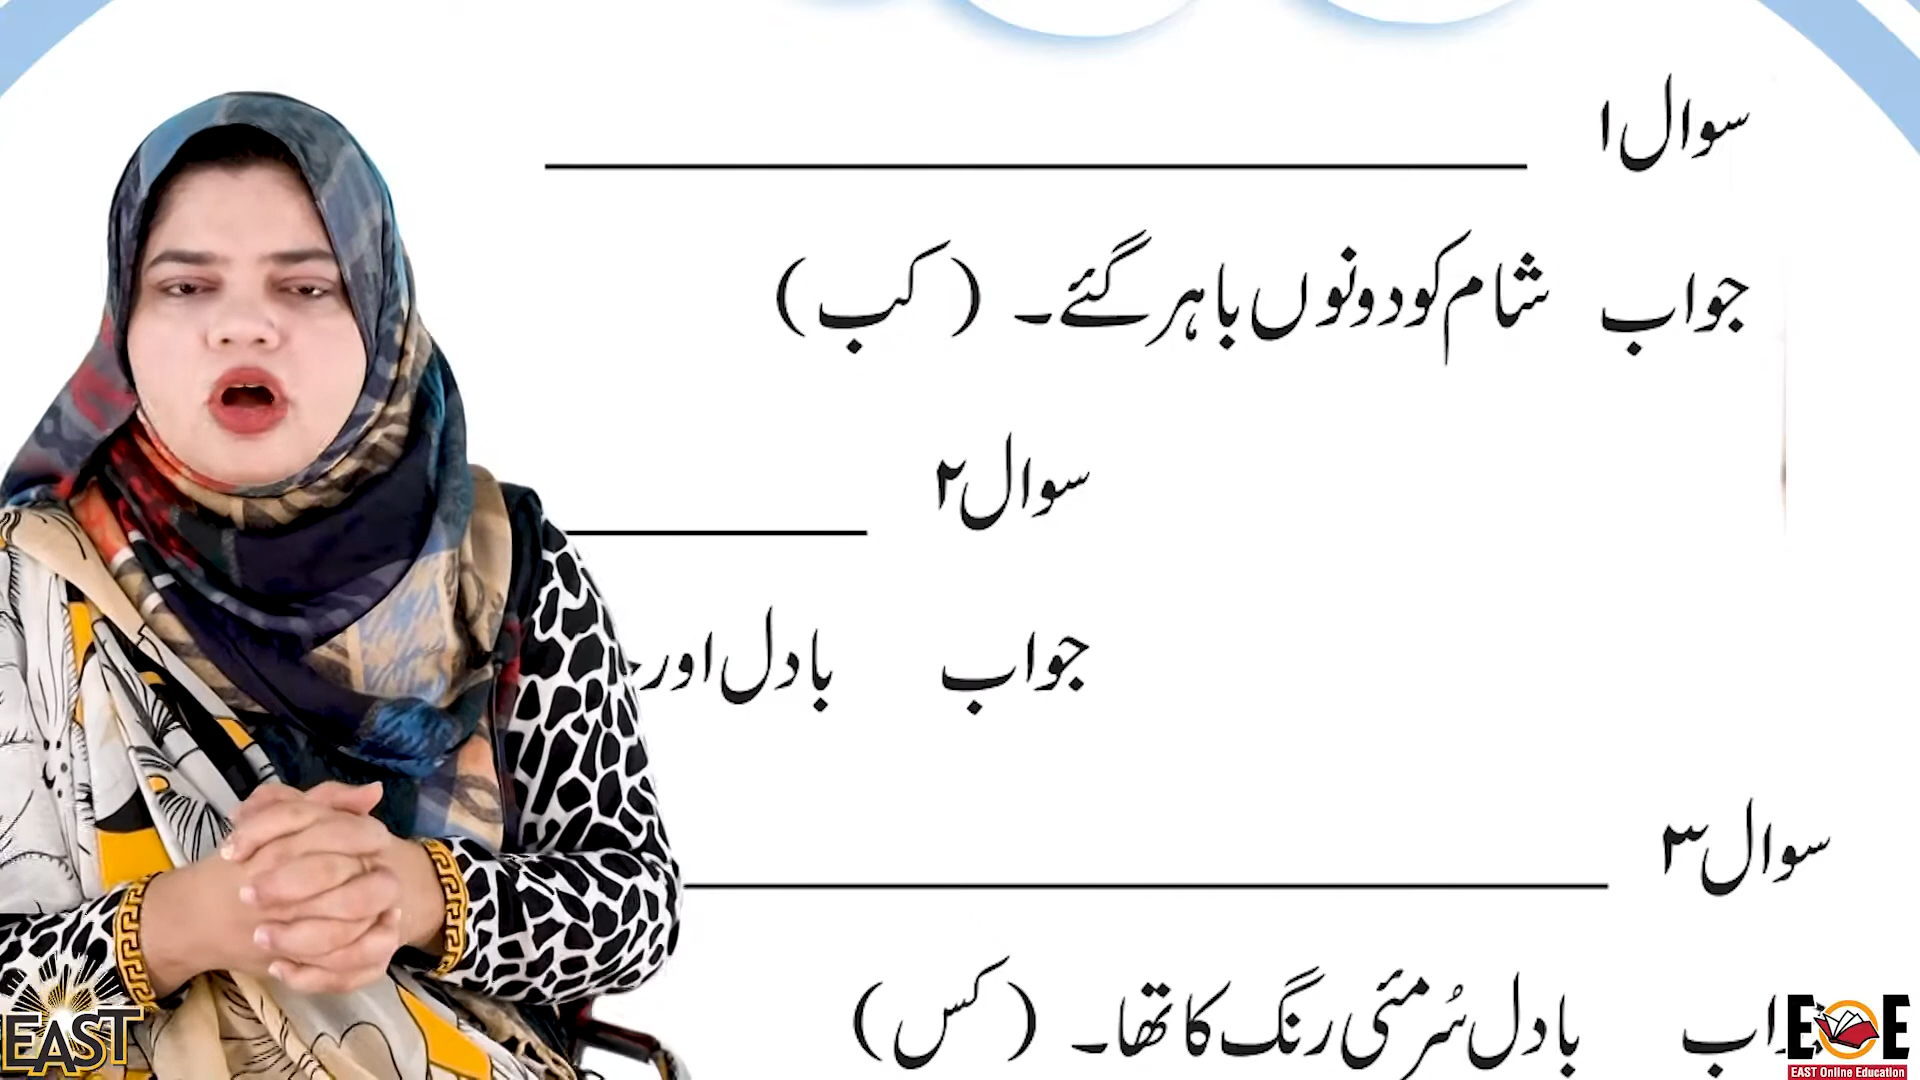 سوال ۱
جواب شام کو دونوں باہر گئے۔ (کب)
سوال ۲
جواب بادل اور
سوال ۳
بادل سُرمئی رنگ کا تھا۔ (کس)
EAST
EOE
EAST Online Education